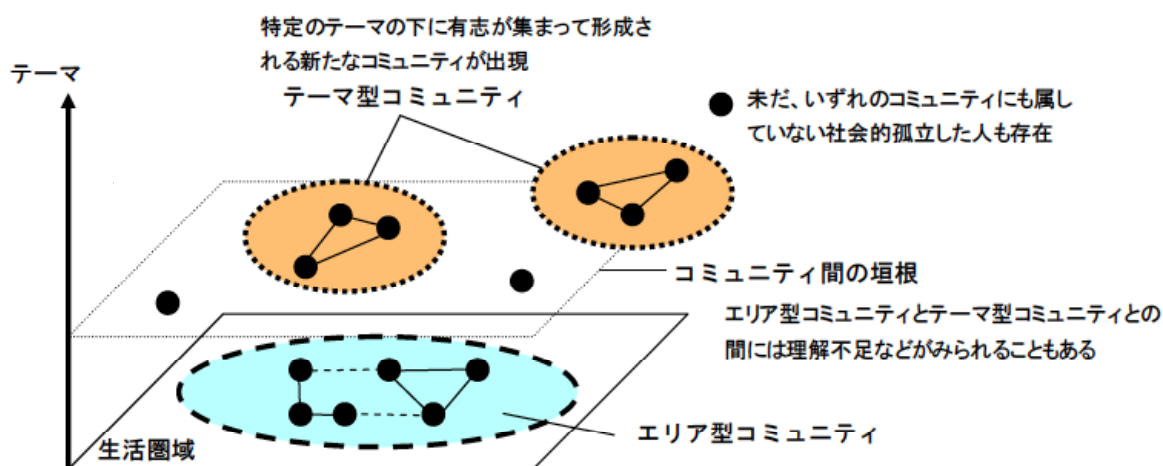 特定のテーマの下に有志が集まって形成さ
れる新たなコミュニティが出現
テーマ
テーマ型コミュニティ
未だ、いずれのコミュニティにも属し
ていない社会的孤立した人も存在
コミュニティ間の垣根
エリア型コミュニティとテーマ型コミュニティとの
間には理解不足などがみられることもある
エリア型コミュニティ
生活圏域